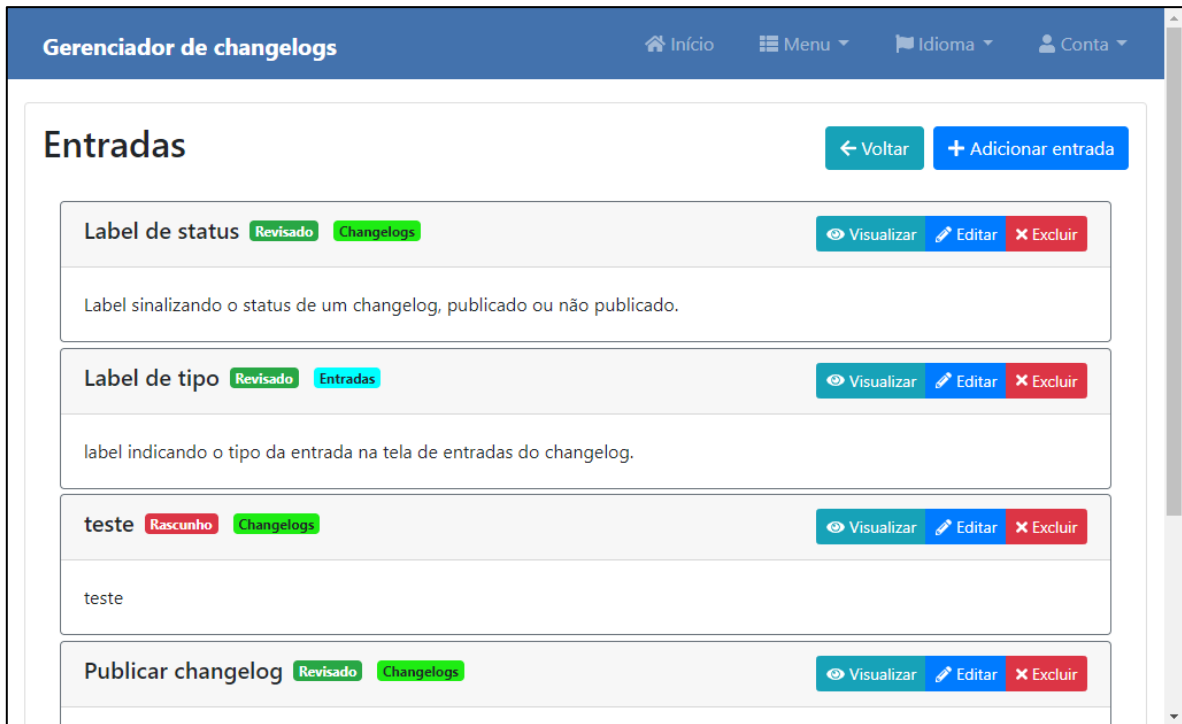 Gerenciador de changelogs Início Menu Idioma Conta
Entradas Voltar Adicionar entrada
Label de status Revisado Changelogs Visualizar Editar Excluir
Label sinalizando o status de um changelog, publicado ou não publicado.
Label de tipo Revisado Entradas Visualizar Editar Excluir
label indicando o tipo da entrada na tela de entradas do changelog.
teste Rascunho Changelogs Visualizar Editar Excluir
teste
Publicar changelog Revisado Changelogs Visualizar Editar Excluir